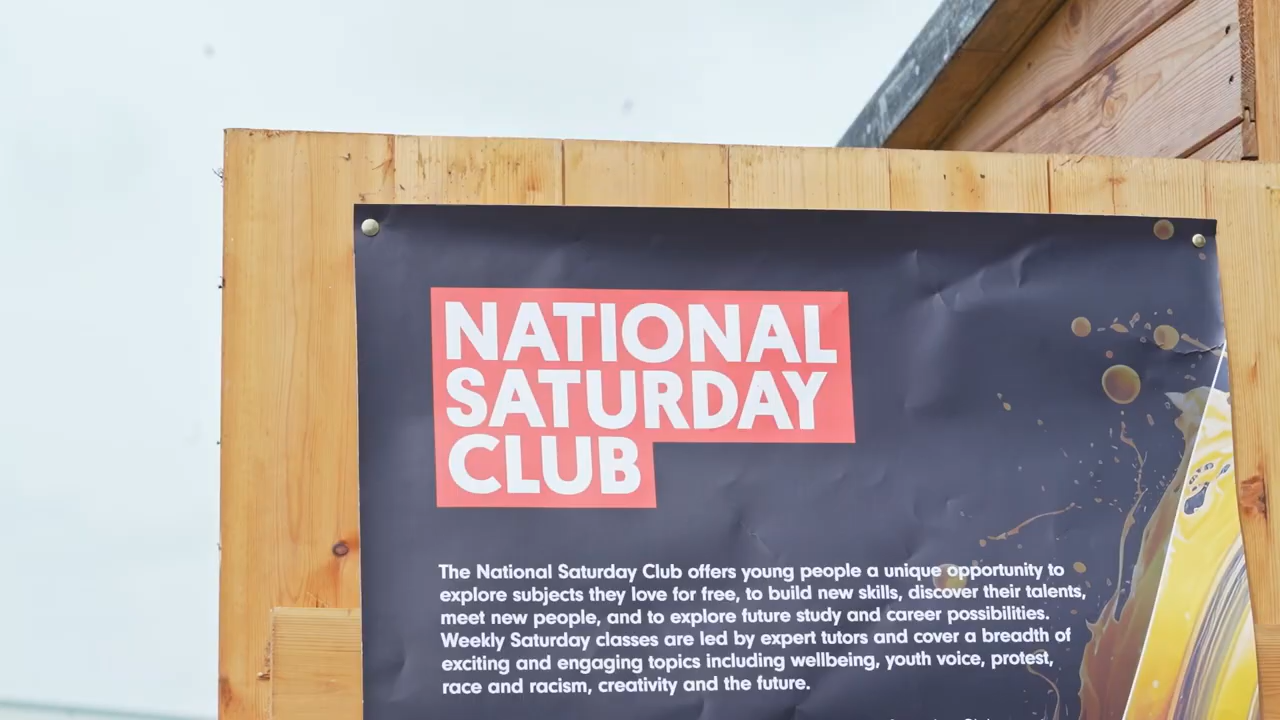 NATIONAL
SATURDAY
CLUB
The National Saturday Club offers young people a unique opportunity to
explore subjects they love for free, to build new skills, discover their talents,
meet new people, and to explore future study and career possibilities.
Weekly Saturday classes are led by expert tutors and cover a breadth of
exciting and engaging topics including wellbeing, youth voice, protest,
race and racism, creativity and the future.